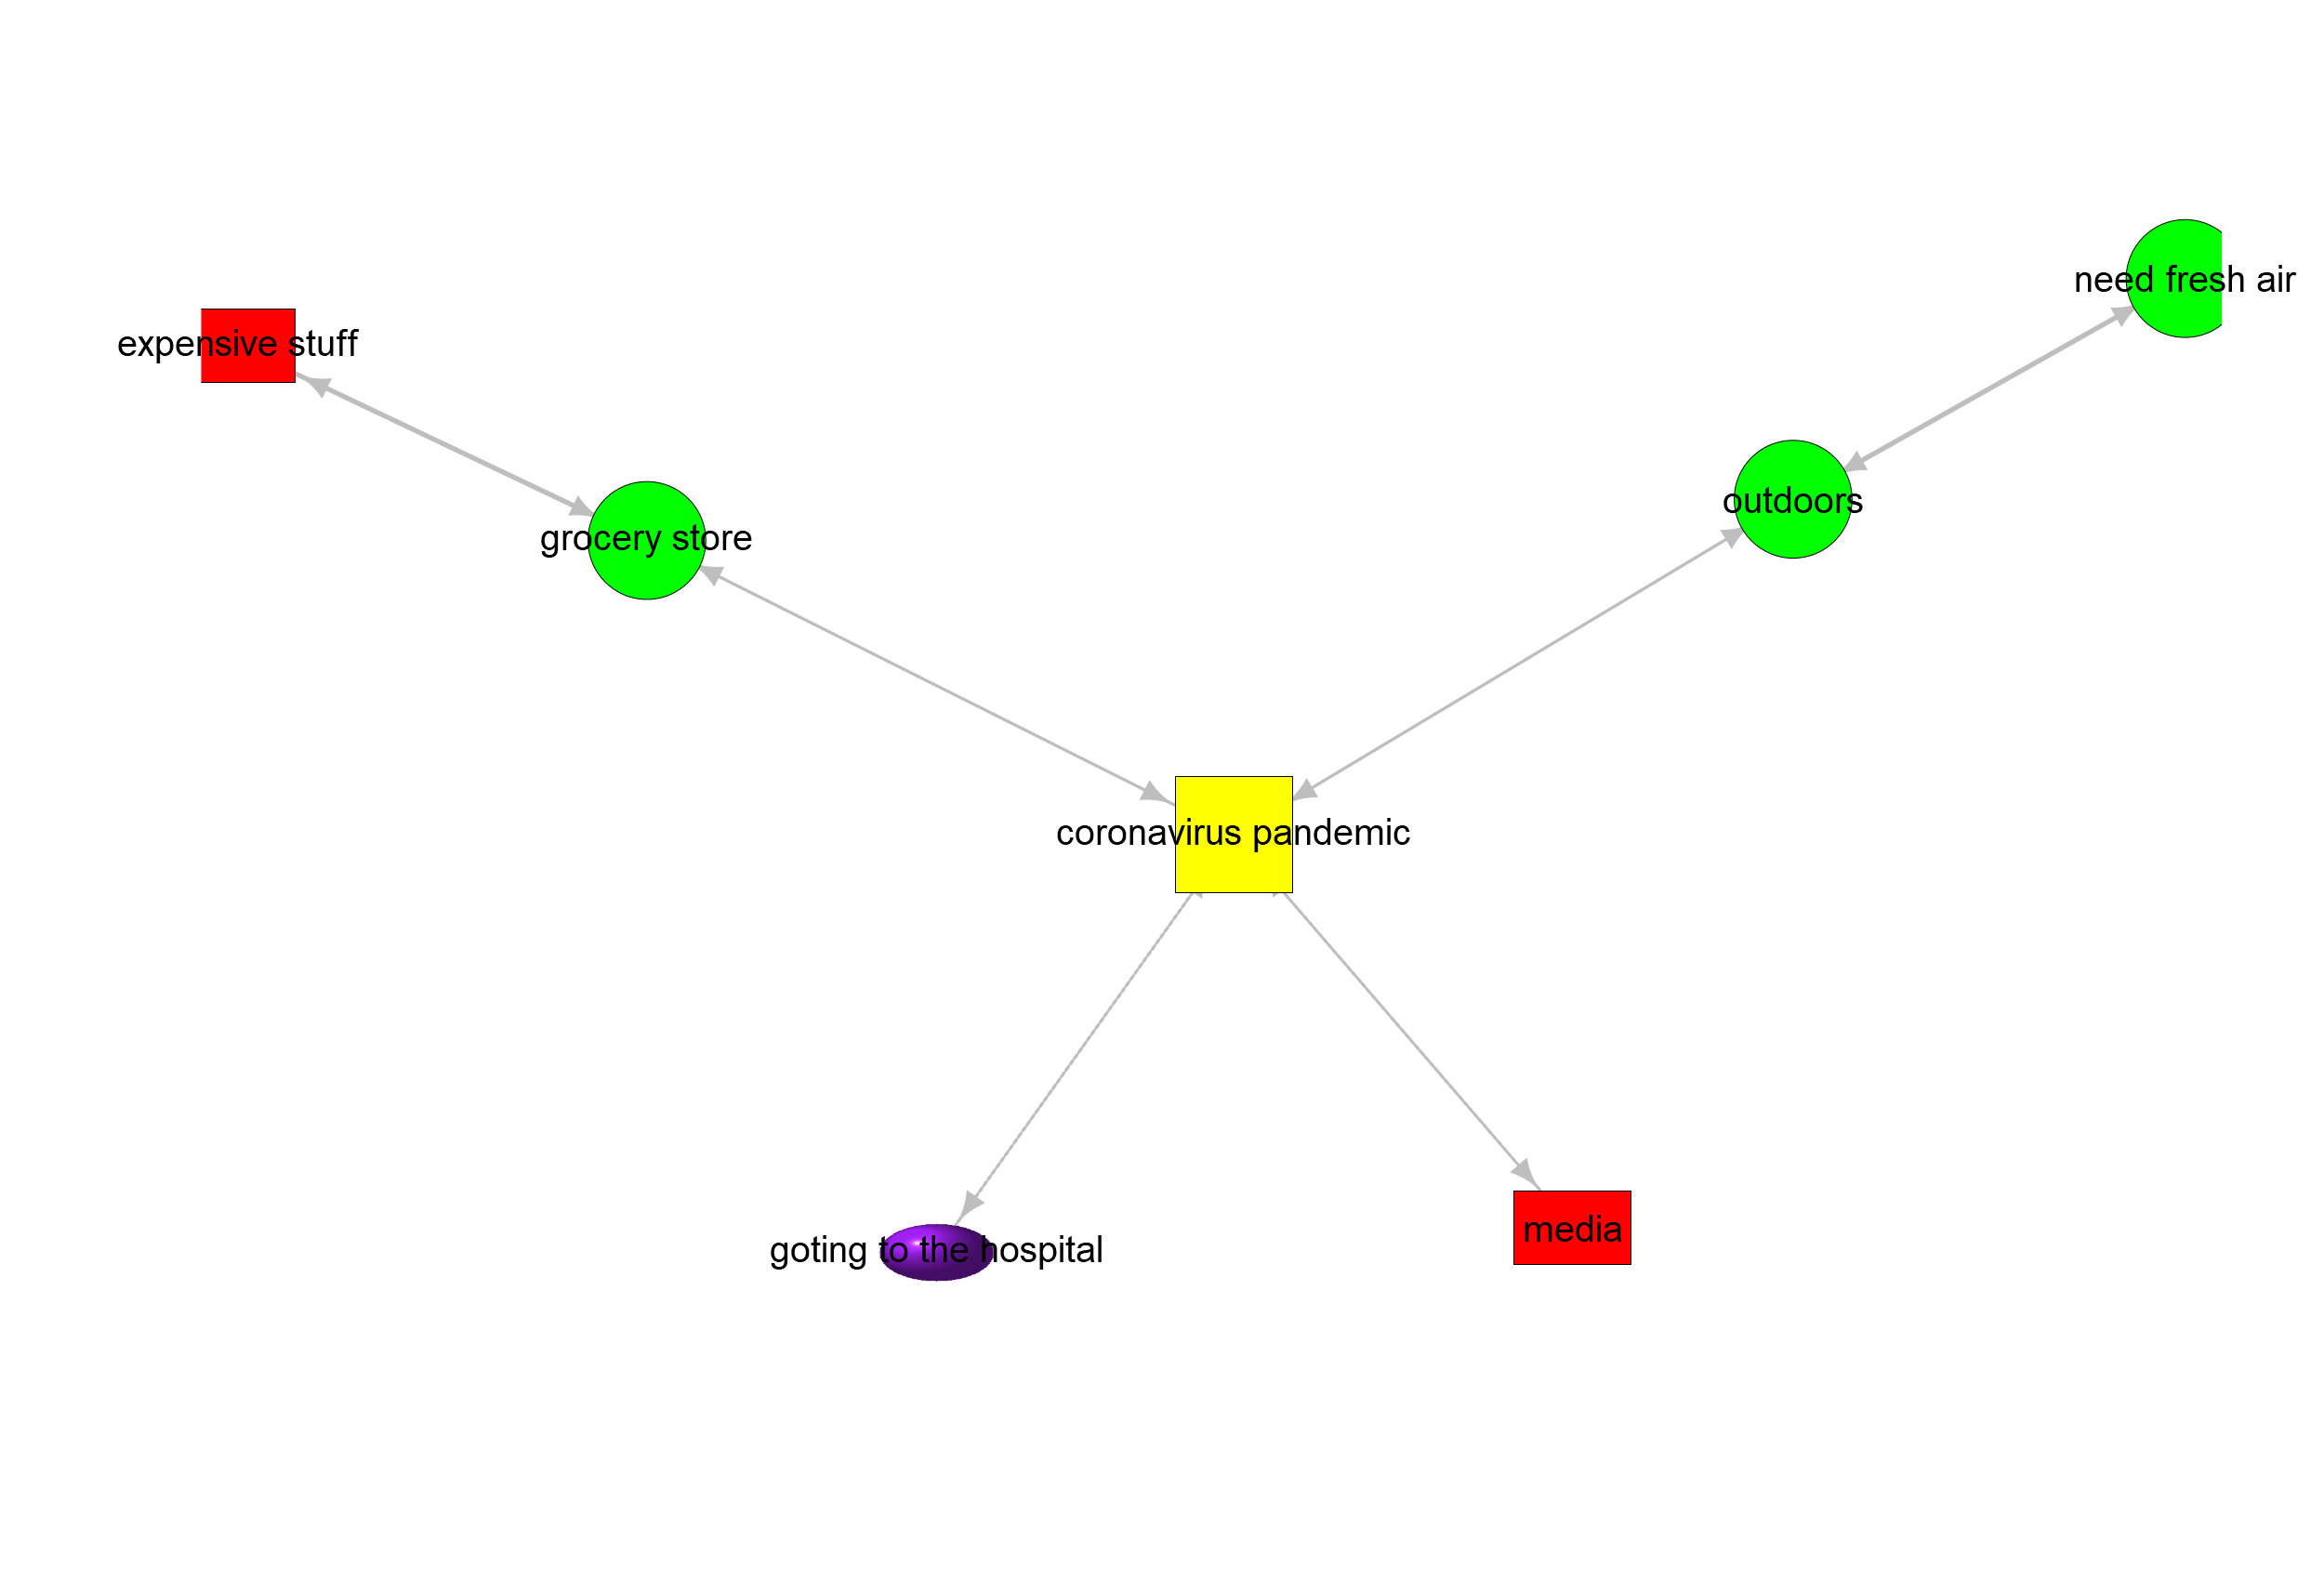 need fresh air
expensive stuff
outdoors
grocery store
coronavirus pandemic
media
goting to the hospital